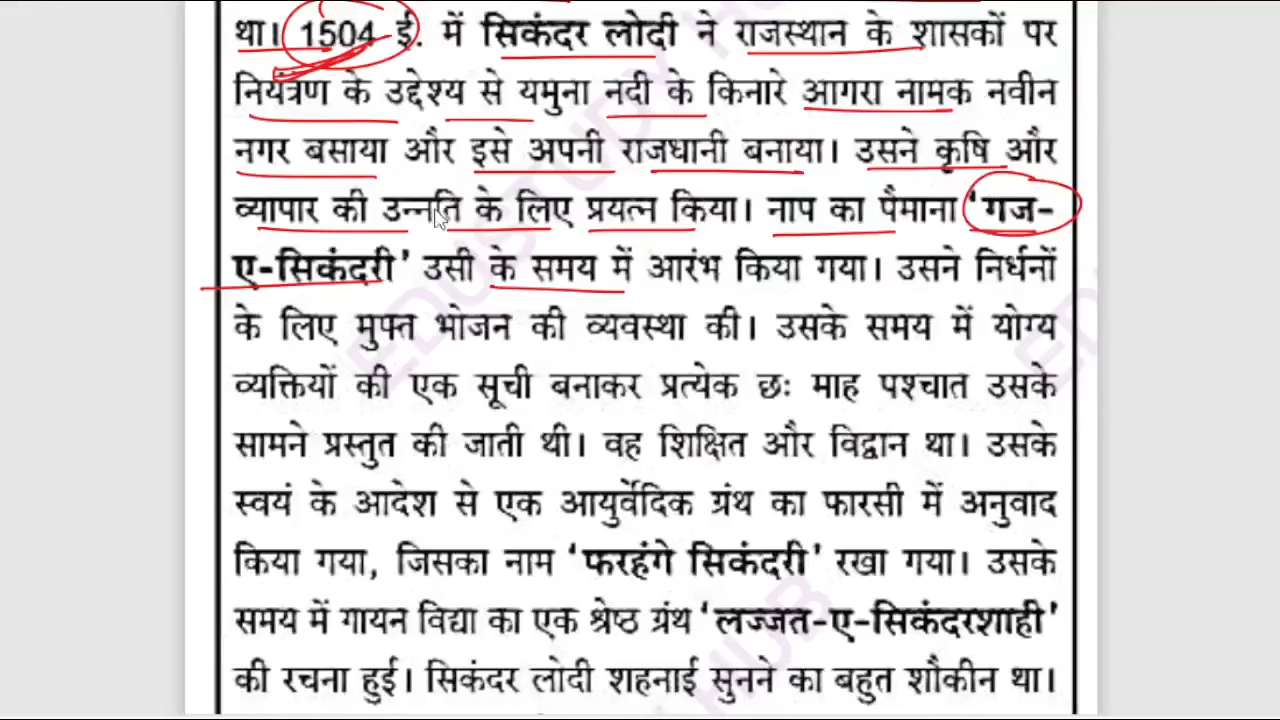 था। 1504 ई. में सिकंदर लोदी ने राजस्थान के शासकों पर
नियंत्रण के उद्देश्य से यमुना नदी के किनारे आगरा नामक नवीन
नगर बसाया और इसे अपनी राजधानी बनाया। उसने कृषि और
व्यापार की उन्नति के लिए प्रयत्न किया। नाप का पैमाना ‘गज-
ए-सिकंदरी’ उसी के समय में आरंभ किया गया। उसने निर्धनों
के लिए मुफ्त भोजन की व्यवस्था की। उसके समय में योग्य
व्यक्तियों की एक सूची बनाकर प्रत्येक छः माह पश्चात उसके
सामने प्रस्तुत की जाती थी। वह शिक्षित और विद्वान था। उसके
स्वयं के आदेश से एक आयुर्वेदिक ग्रंथ का फारसी में अनुवाद
किया गया, जिसका नाम ‘फरहंगे सिकंदरी’ रखा गया। उसके
समय में गायन विद्या का एक श्रेष्ठ ग्रंथ ‘लज्जत-ए-सिकंदरशाही’
की रचना हुई। सिकंदर लोदी शहनाई सुनने का बहुत शौकीन था।